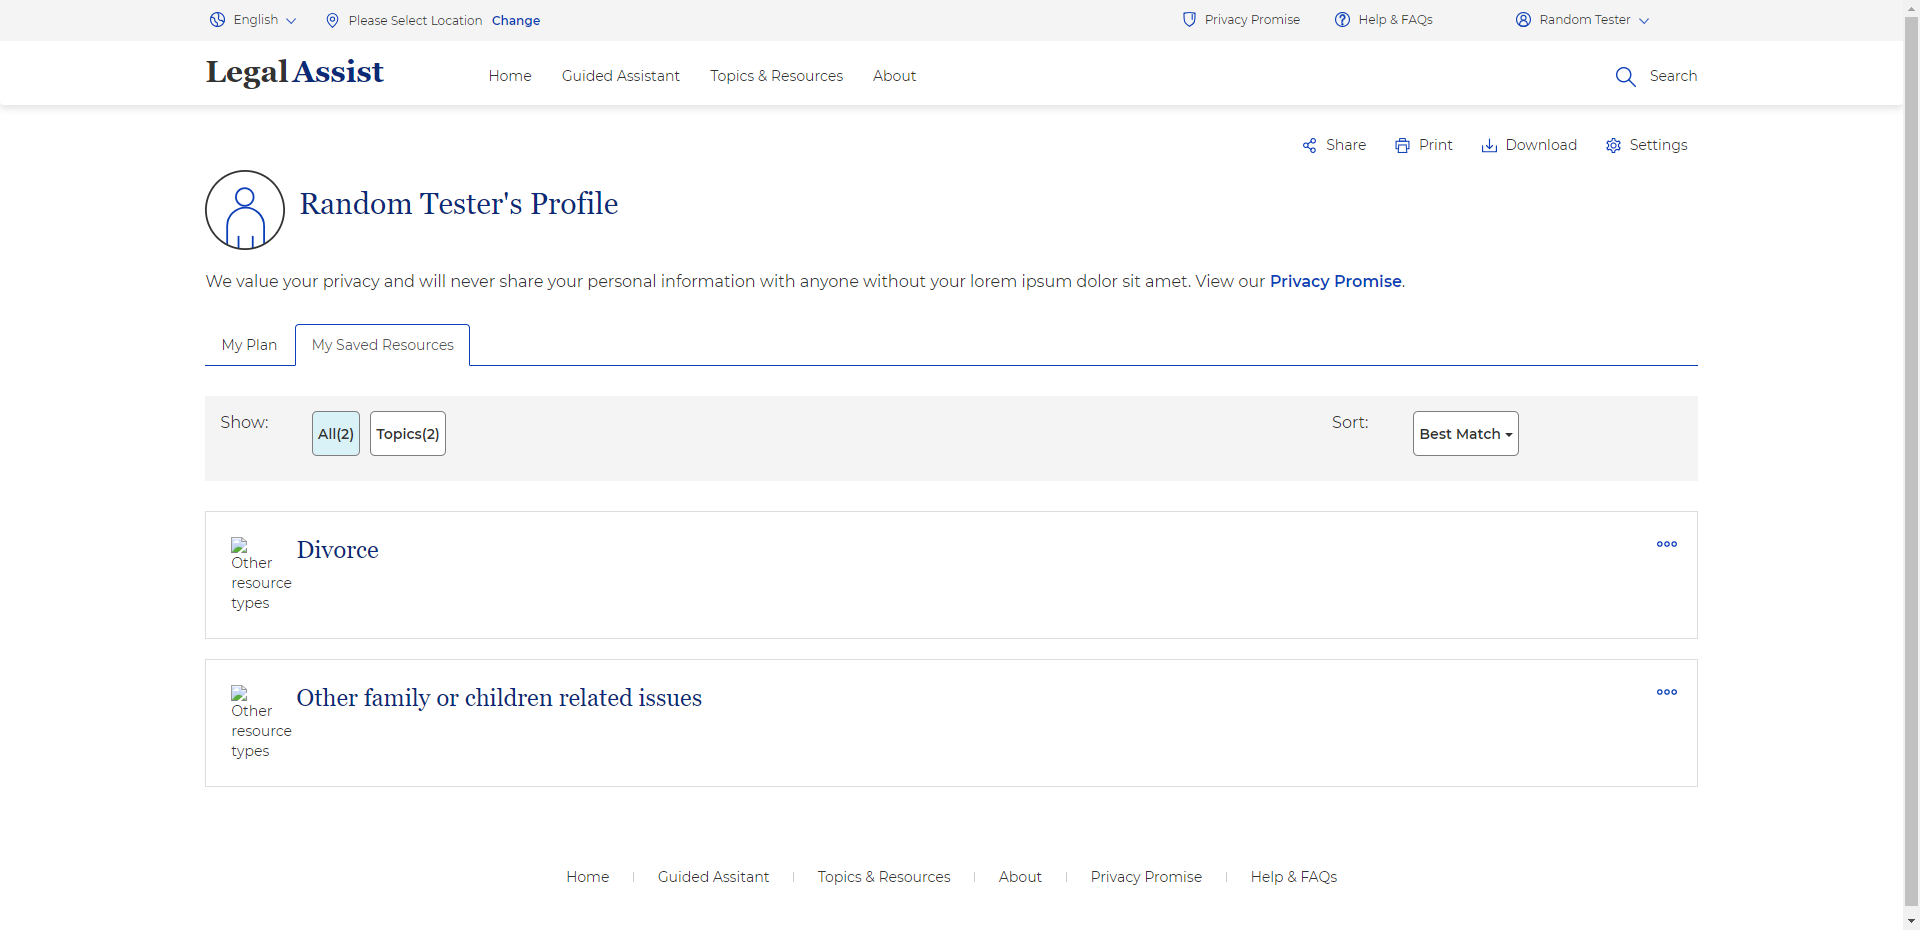 English Please Select Location Change Privacy Promise Help & FAQs Random Tester
Legal Assist Home Guided Assistant Topics & Resources About Search
Share Print Download Settings
Random Tester's Profile
We value your privacy and will never share your personal information with anyone without your lorem ipsum dolor sit amet. View our Privacy Promise.
My Plan My Saved Resources
Show: All(2) Topics(2) Sort: Best Match
Divorce
Other
resource
types
Other family or children related issues
Other
resource
types
Home Guided Assitant Topics & Resources About Privacy Promise Help & FAQs